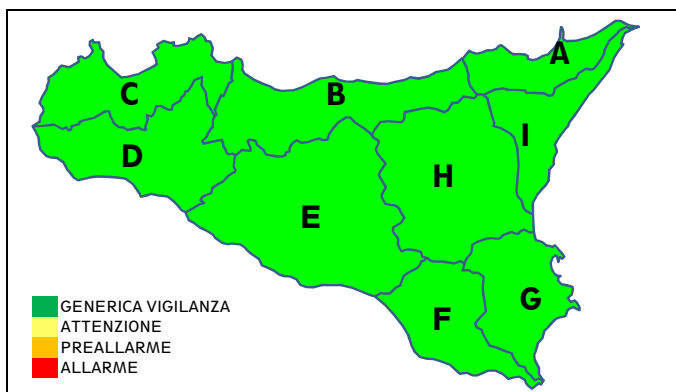 A
C
B
I
D
H
E
G
F
GENERICA VIGILANZA
ATTENZIONE
PREALLARME
ALLARME